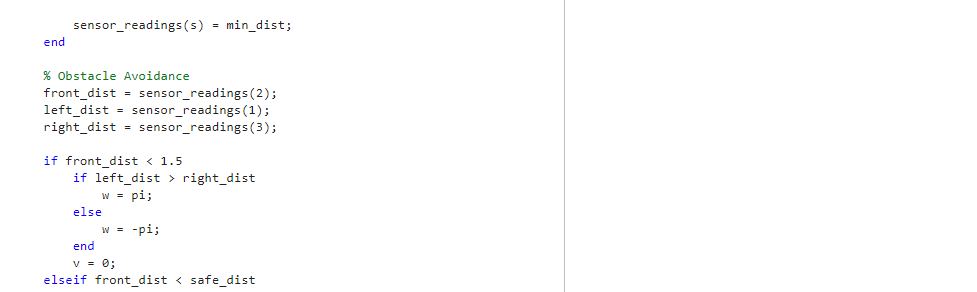 sensor_readings(s) = min_dist;
end
% Obstacle Avoidance
front_dist = sensor_readings(2);
left_dist = sensor_readings(1);
right_dist = sensor_readings(3);
if front_dist < 1.5
if left_dist > right_dist
w = pi;
else
w = -pi;
end
v = 0;
elseif front_dist < safe_dist